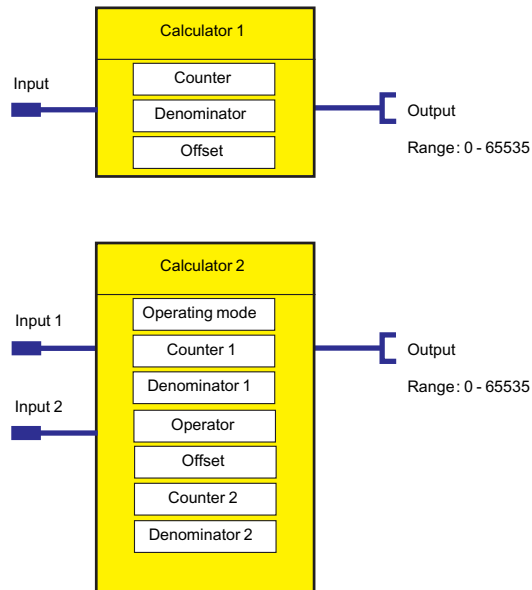 Calculator 1
Input
Counter
Denominator
Offset
Output
Range: 0 - 65535
Calculator 2
Input 1
Input 2
Operating mode
Counter 1
Denominator 1
Operator
Offset
Counter 2
Denominator 2
Output
Range: 0 - 65535